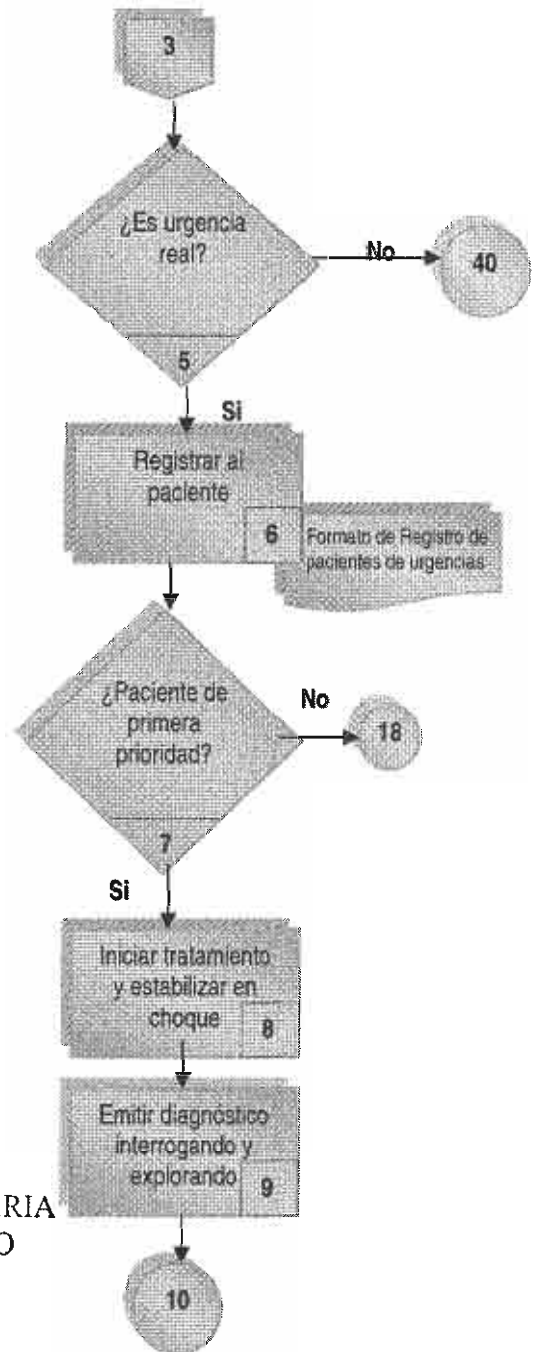 3
¿Es urgencia
real?
No
40
5
Si
Registrar al
paciente
6
Formato de Registro de
pacientes de urgencias
¿Paciente de
primera
prioridad?
No
18
7
Si
Iniciar tratamiento
y estabilizar en
choque
8
Emitir diagnóstico
interrogando y
explorando
9
RIA
O
10